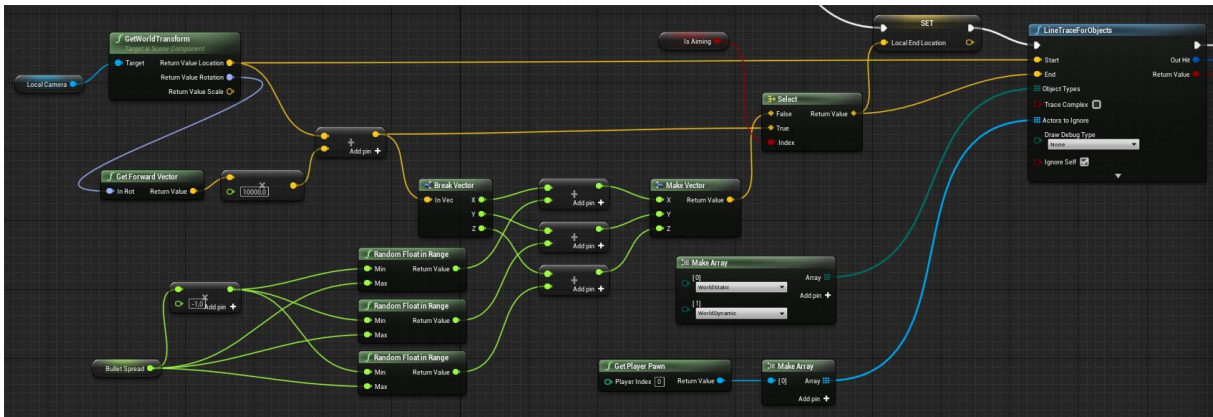 GetWorldTransform
Target is Scene Component
Target
Return Value Location
Return Value Rotation
Return Value Scale
Local Camera
Get Forward Vector
In Rot
Return Value
×
10000,0
+
Add pin +
Break Vector
In Vec
X
Y
Z
+
Add pin +
+
Add pin +
+
Add pin +
Make Vector
X
Y
Z
Return Value
Random Float in Range
Min
Return Value
Max
Random Float in Range
Min
Return Value
Max
Random Float in Range
Min
Return Value
Max
×
-1,0
Add pin +
Bullet Spread
Is Aiming
Select
False
Return Value
True
Index
SET
Local End Location
Make Array
[0]
Array
WorldStatic
Add pin +
[1]
WorldDynamic
Get Player Pawn
Player Index 0
Return Value
Make Array
[0]
Array
Add pin +
LineTraceForObjects
Start
Out Hit
End
Return Value
Object Types
Trace Complex
Actors to Ignore
Draw Debug Type
None
Ignore Self